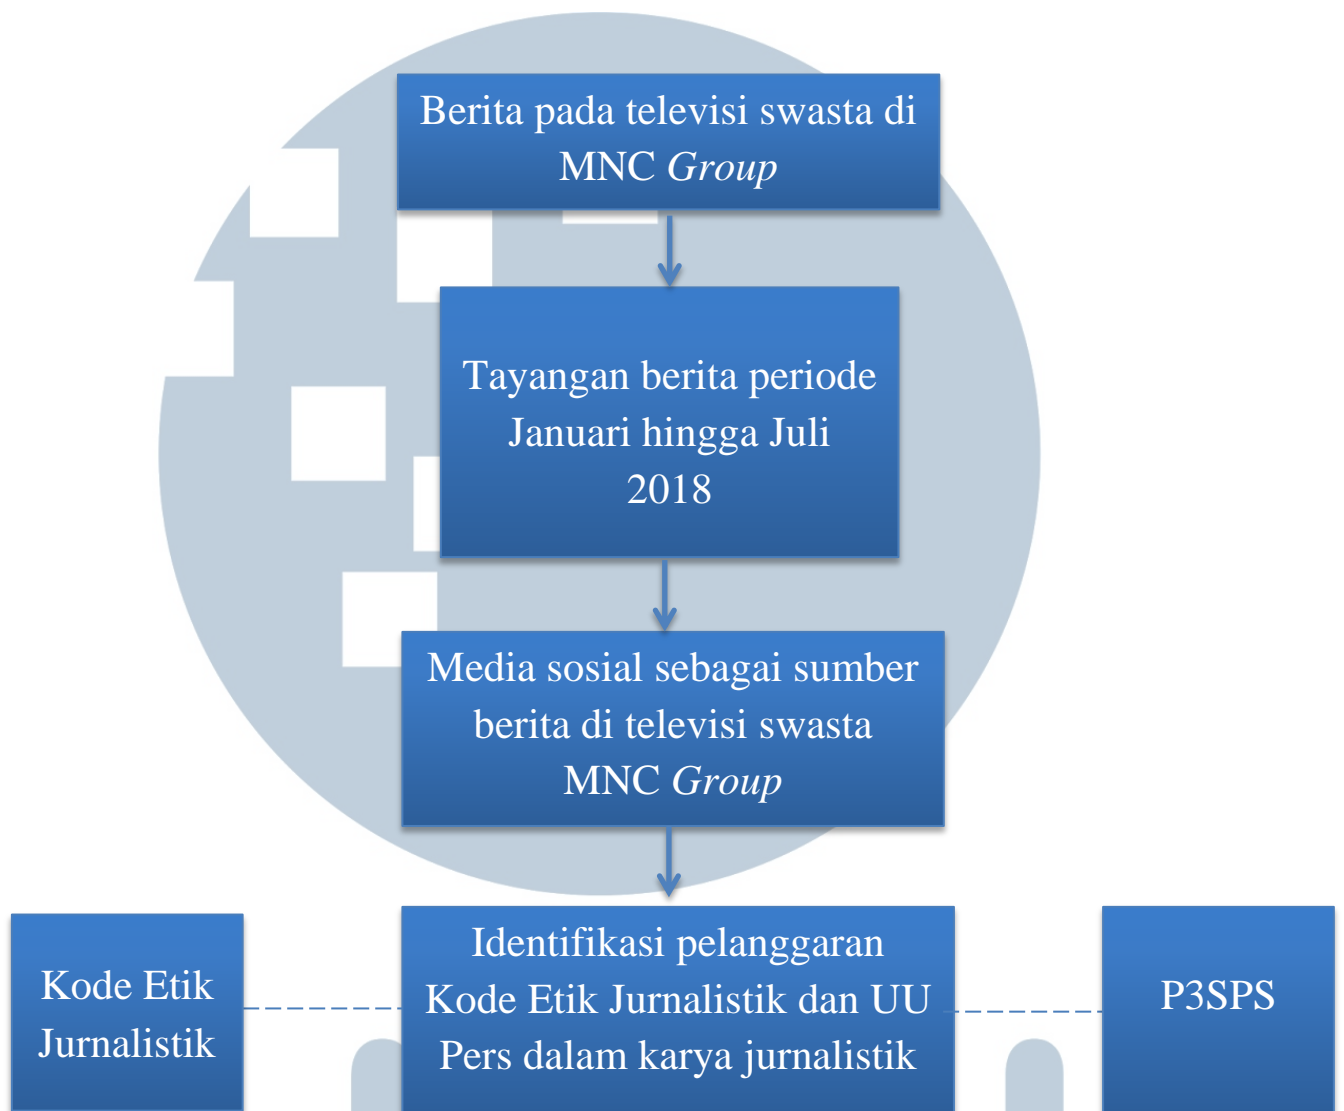 Berita pada televisi swasta di
MNC Group
Tayangan berita periode
Januari hingga Juli
2018
Media sosial sebagai sumber
berita di televisi swasta
MNC Group
Kode Etik
Jurnalistik
Identifikasi pelanggaran
Kode Etik Jurnalistik dan UU
Pers dalam karya jurnalistik
P3SPS